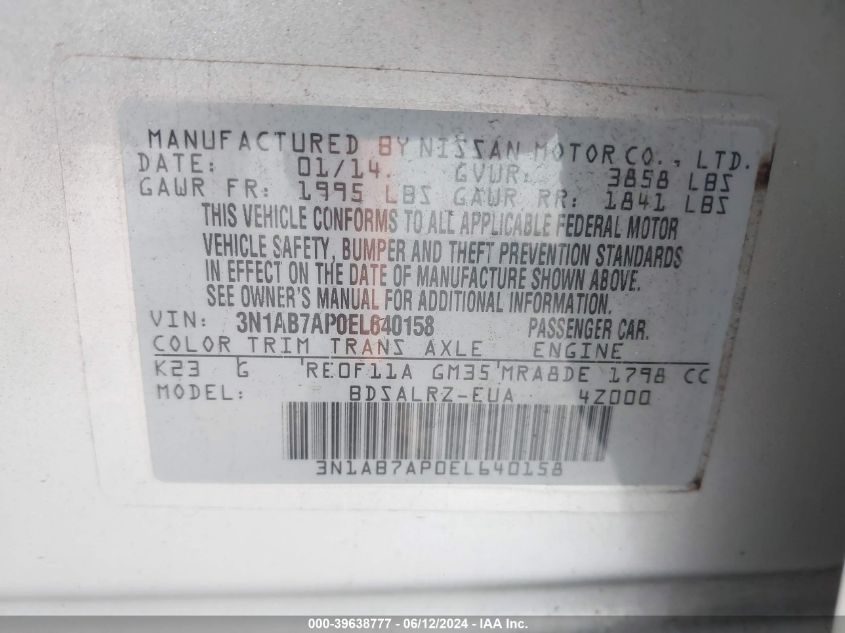 MANUFACTURED BY NISSAN MOTOR CO., LTD.
DATE: 01/14. GVWR: 3858 LBS
GAWR FR: 1995 LBS GAWR RR: 1841 LBS
THIS VEHICLE CONFORMS TO ALL APPLICABLE FEDERAL MOTOR
VEHICLE SAFETY, BUMPER AND THEFT PREVENTION STANDARDS
IN EFFECT ON THE DATE OF MANUFACTURE SHOWN ABOVE.
SEE OWNER'S MANUAL FOR ADDITIONAL INFORMATION.
VIN: 3N1AB7AP0EL640158 PASSENGER CAR.
COLOR TRIM TRANS AXLE ENGINE
K23 G RE0F11A GM35 MRA8DE 1798 CC
MODEL: BDSALRZ-EUA 4Z000
3N1AB7AP0EL640158
000-39638777 - 06/12/2024 - IAA Inc.